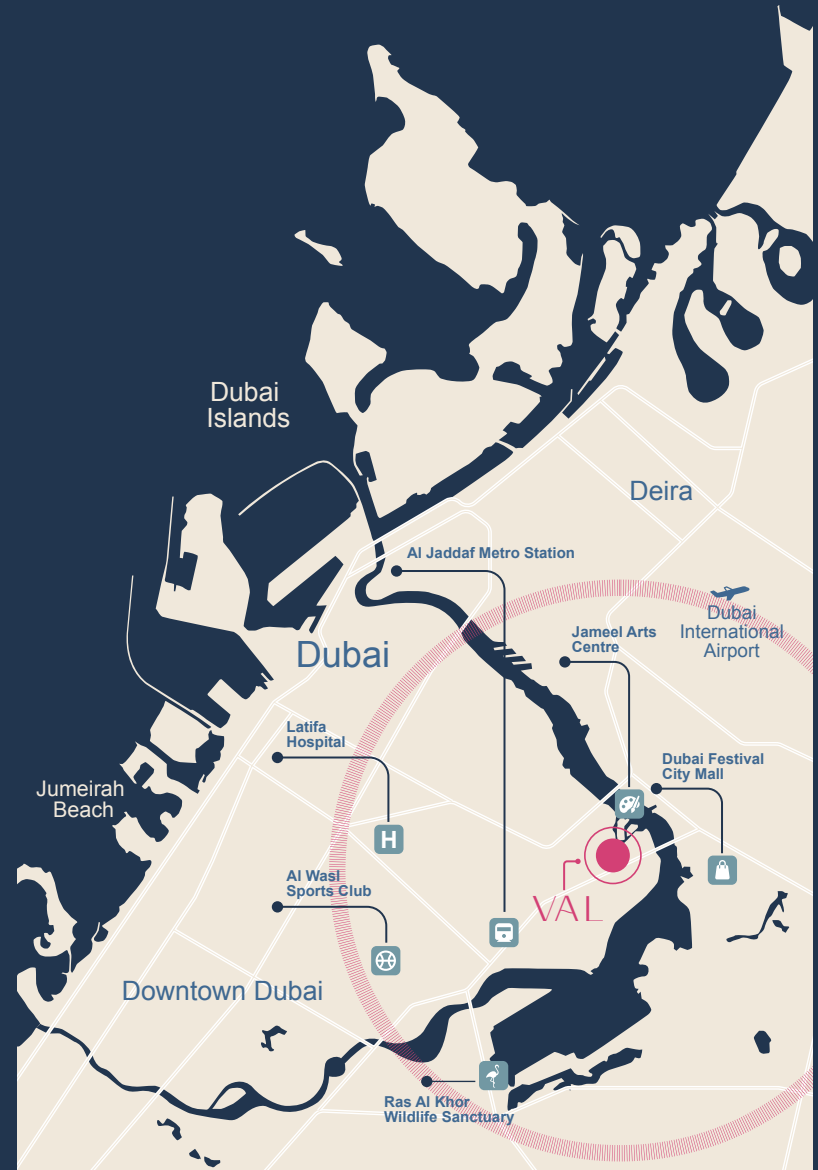 Dubai
Islands
Deira
Al Jaddaf Metro Station
Dubai
International
Airport
Jameel Arts
Centre
Dubai
Latifa
Hospital
Dubai Festival
City Mall
Jumeirah
Beach
H
Al Wasl
Sports Club
VAL
Downtown Dubai
Ras Al Khor
Wildlife Sanctuary